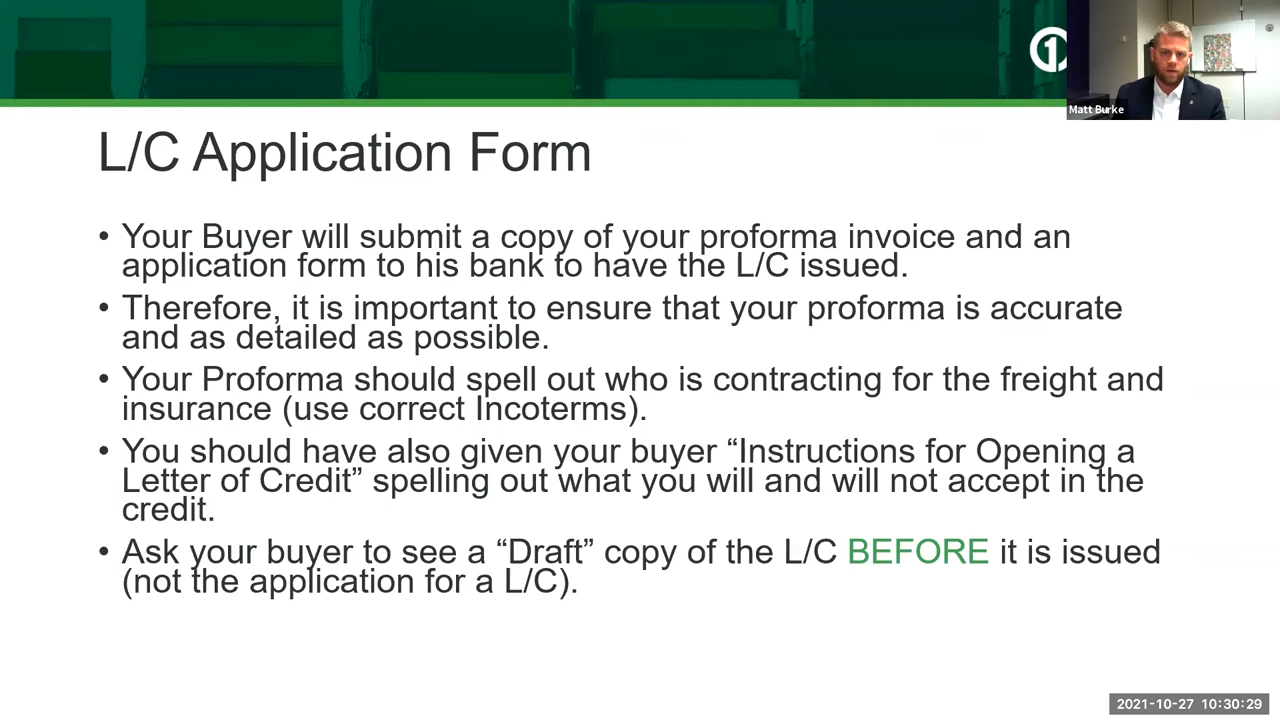 1
Matt Burke
L/C Application Form
• Your Buyer will submit a copy of your proforma invoice and an
application form to his bank to have the L/C issued.
• Therefore, it is important to ensure that your proforma is accurate
and as detailed as possible.
• Your Proforma should spell out who is contracting for the freight and
insurance (use correct Incoterms).
• You should have also given your buyer “Instructions for Opening a
Letter of Credit” spelling out what you will and will not accept in the
credit.
• Ask your buyer to see a “Draft” copy of the L/C BEFORE it is issued
(not the application for a L/C).
2021-10-27 10:30:29